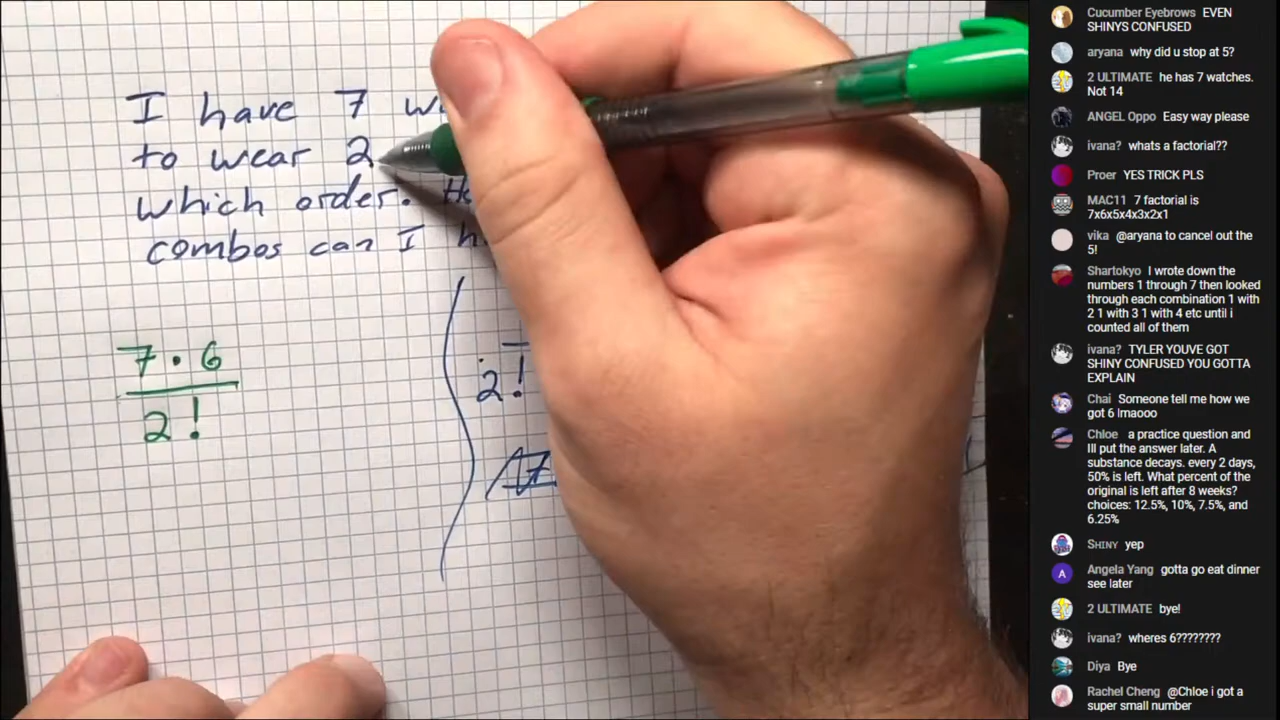 I have 7
to wear 2
which order.
combos can I
7 · 6
2!
2!
Cucumber Eyebrows EVEN
SHINYS CONFUSED
aryana why did u stop at 5?
2 ULTIMATE he has 7 watches.
Not 14
ANGEL Oppo Easy way please
ivana? whats a factorial??
Proer YES TRICK PLS
MAC11 7 factorial is
7x6x5x4x3x2x1
vika @aryana to cancel out the
5!
Shartokyo I wrote down the
numbers 1 through 7 then looked
through each combination 1 with
2 1 with 3 1 with 4 etc until i
counted all of them
ivana? TYLER YOUVE GOT
SHINY CONFUSED YOU GOTTA
EXPLAIN
Chai Someone tell me how we
got 6 lmaooo
Chloe a practice question and
Ill put the answer later. A
substance decays. every 2 days,
50% is left. What percent of the
original is left after 8 weeks?
choices: 12.5%, 10%, 7.5%, and
6.25%
SHINY yep
A
Angela Yang gotta go eat dinner
see later
2 ULTIMATE bye!
ivana? wheres 6????????
Diya Bye
Rachel Cheng @Chloe i got a
super small number